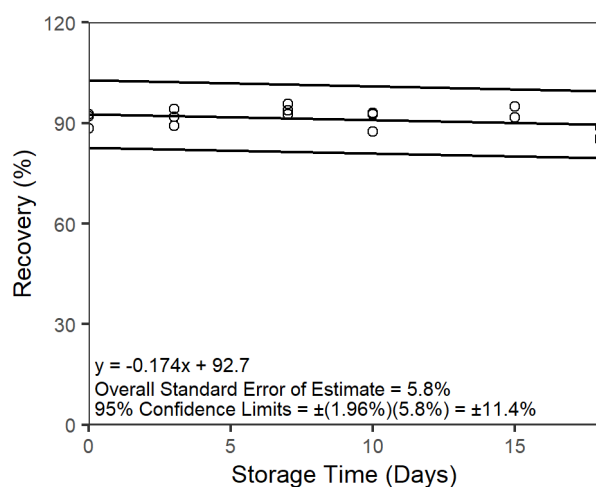 120
90
60
30
0
Recovery (%)
y = -0.174x + 92.7
Overall Standard Error of Estimate = 5.8%
95% Confidence Limits = ±(1.96%)(5.8%) = ±11.4%
0 5 10 15
Storage Time (Days)